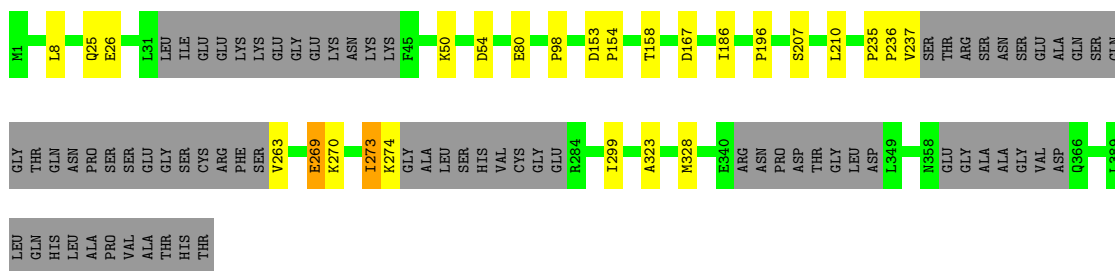 M1 L8 Q25 E26 L31 LEU ILE GLU GLU LYS LYS GLU GLY GLU LYS ASN LYS LYS F45 K50 D54 E80 P98 D153 P154 T158 D167 I186 P196 S207 L210 P235 P236 V237 SER THR ARG SER ASN SER GLU ALA GLN SER GLN
GLY THR GLN ASN PRO SER SER GLU GLY SER CYS ARG PHE SER V263 E269 K270 I273 K274 GLY ALA LEU SER HIS VAL CYS GLY GLU R284 I299 A323 M328 E340 ARG ASN PRO ASP THR GLY LEU ASP L349 N358 GLU GLY ALA ALA GLY VAL ASP Q366 L389
LEU GLN HIS LEU ALA PRO VAL ALA THR HIS THR